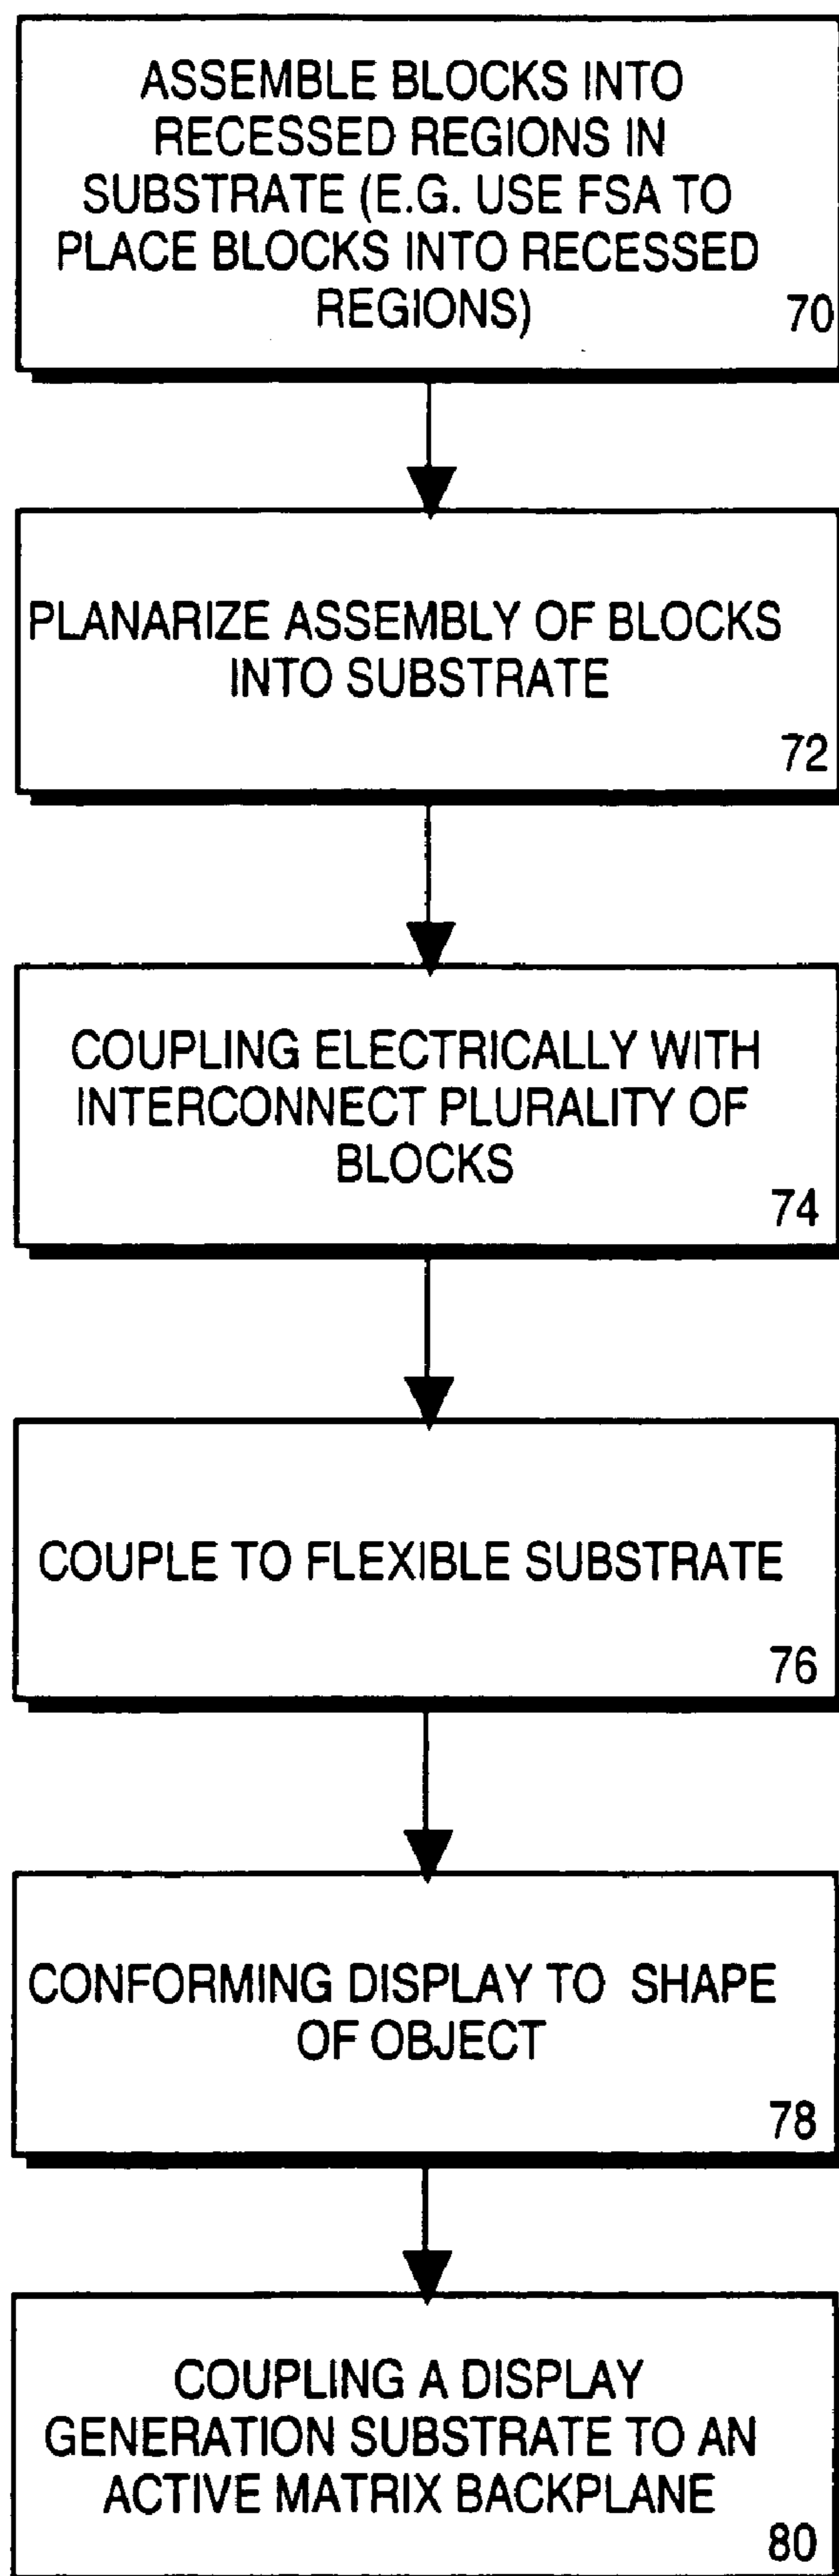 ASSEMBLE BLOCKS INTO
RECESSED REGIONS IN
SUBSTRATE (E.G. USE FSA TO
PLACE BLOCKS INTO RECESSED
REGIONS)
70
PLANARIZE ASSEMBLY OF BLOCKS
INTO SUBSTRATE
72
COUPLING ELECTRICALLY WITH
INTERCONNECT PLURALITY OF
BLOCKS
74
COUPLE TO FLEXIBLE SUBSTRATE
76
CONFORMING DISPLAY TO SHAPE
OF OBJECT
78
COUPLING A DISPLAY
GENERATION SUBSTRATE TO AN
ACTIVE MATRIX BACKPLANE
80